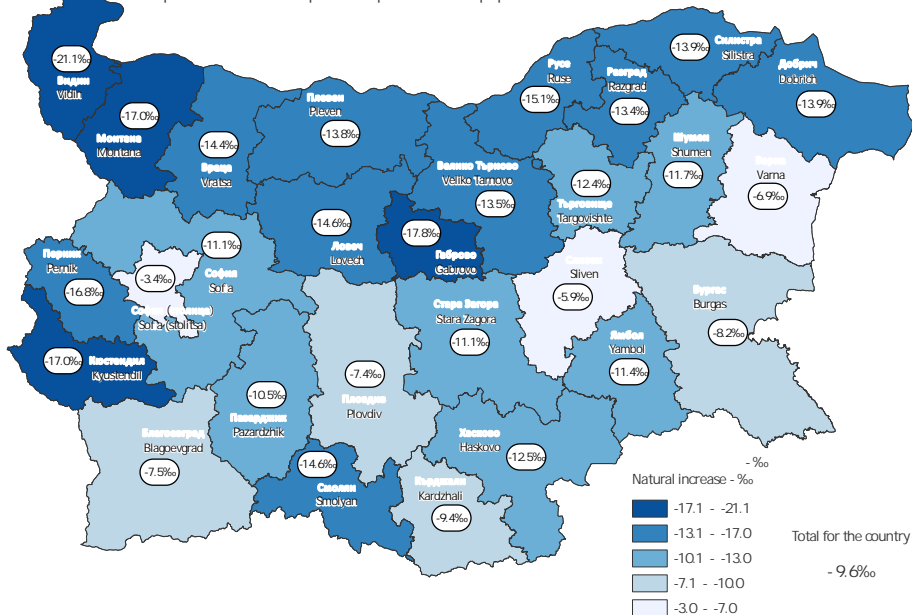 -21.1‰
Видин
Vidin
-17.0‰
Монтана
Montana
-14.4‰
Враца
Vratsa
Плевен
Pleven
-13.8‰
Русе
Ruse
-15.1‰
Разград
Razgrad
-13.4‰
-13.9‰
Силистра
Silistra
Добрич
Dobrich
-13.9‰
Шумен
Shumen
-11.7‰
Варна
Varna
-6.9‰
Велико Търново
Veliko Tarnovo
-13.5‰
-12.4‰
Търговище
Targovishte
-14.6‰
Ловеч
Lovech
-17.8‰
Габрово
Gabrovo
Перник
Pernik
-16.8‰
-3.4‰
Sofia (stolitsa)
-11.1‰
София
Sofia
-17.0‰
Кюстендил
Kyustendil
Стара Загора
Stara Zagora
-11.1‰
Sliven
-5.9‰
Бургас
Burgas
-8.2‰
Ямбол
Yambol
-11.4‰
-7.4‰
Пловдив
Plovdiv
-10.5‰
Пазарджик
Pazardzhik
Благоевград
Blagoevgrad
-7.5‰
-14.6‰
Смолян
Smolyan
Хасково
Haskovo
-12.5‰
Кърджали
Kardzhali
-9.4‰
-‰
Natural increase - ‰
-17.1 - -21.1
-13.1 - -17.0
-10.1 - -13.0
-7.1 - -10.0
-3.0 - -7.0
Total for the country
-9.6‰